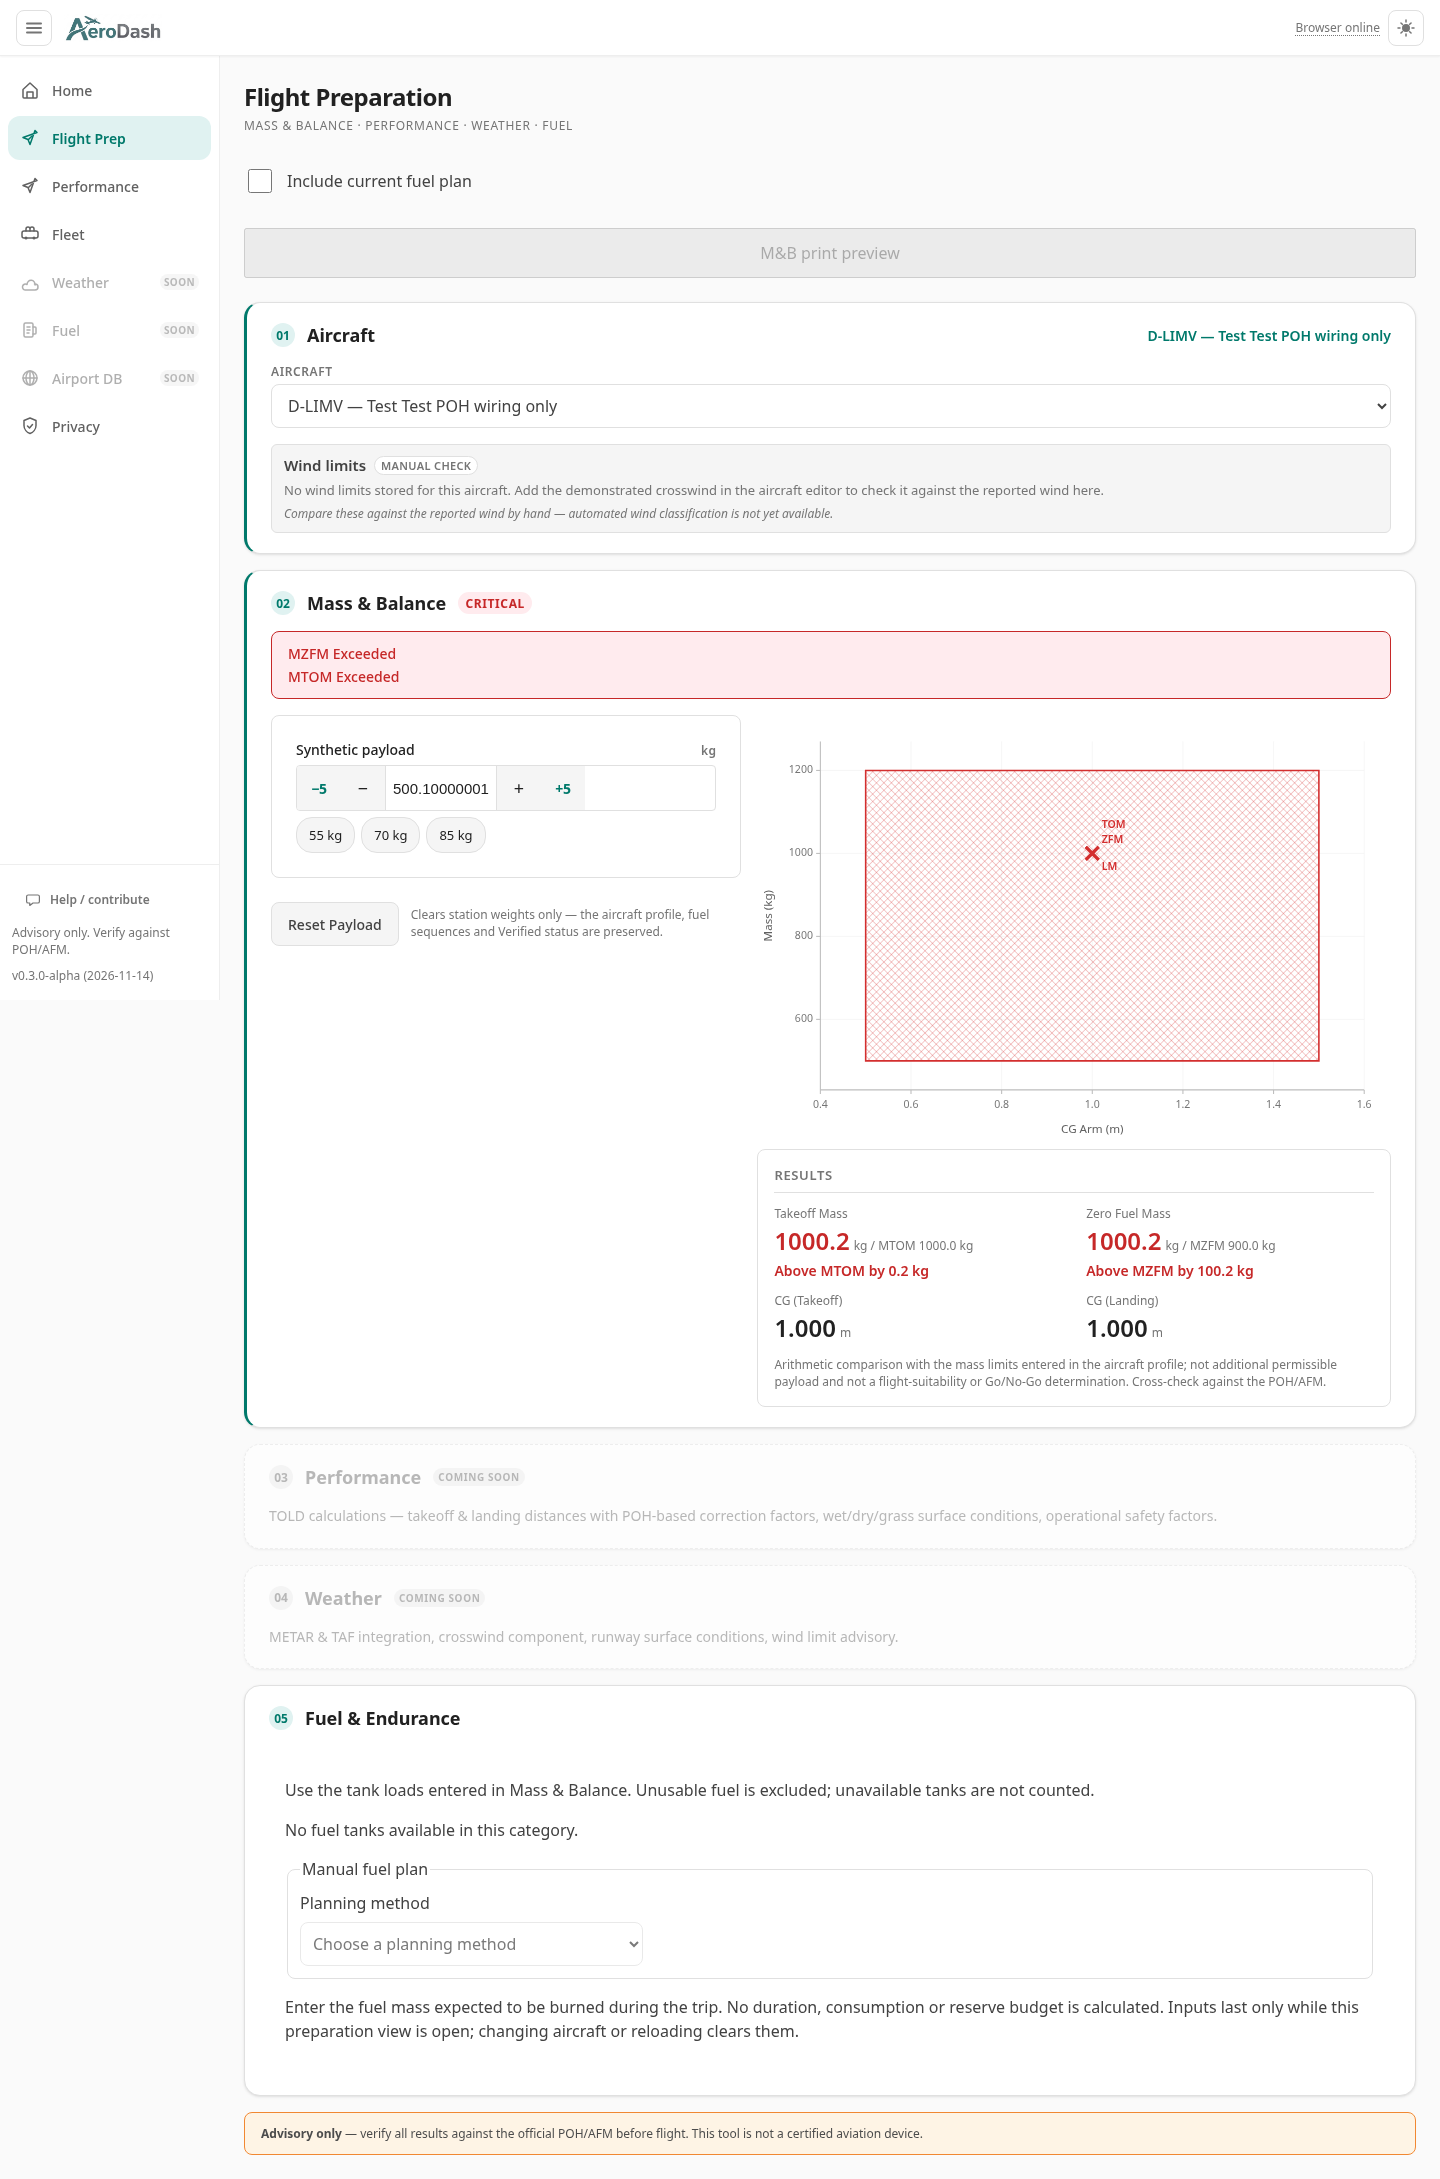 AeroDash
Browser online
Home
Flight Prep
Performance
Fleet
Weather SOON
Fuel SOON
Airport DB SOON
Privacy
Help / contribute
Advisory only. Verify against
POH/AFM.
v0.3.0-alpha (2026-11-14)
Flight Preparation
MASS & BALANCE · PERFORMANCE · WEATHER · FUEL
Include current fuel plan
M&B print preview
01 Aircraft D-LIMV — Test Test POH wiring only
AIRCRAFT
D-LIMV — Test Test POH wiring only
Wind limits MANUAL CHECK
No wind limits stored for this aircraft. Add the demonstrated crosswind in the aircraft editor to check it against the reported wind here.
Compare these against the reported wind by hand — automated wind classification is not yet available.
02 Mass & Balance CRITICAL
MZFM Exceeded
MTOM Exceeded
Synthetic payload kg
−5 − 500.10000001 + +5
55 kg 70 kg 85 kg
Reset Payload
Clears station weights only — the aircraft profile, fuel
sequences and Verified status are preserved.
1200
1000
800
600
Mass (kg)
TOM
ZFM
LM
0.4 0.6 0.8 1.0 1.2 1.4 1.6
CG Arm (m)
RESULTS
Takeoff Mass Zero Fuel Mass
1000.2 kg / MTOM 1000.0 kg 1000.2 kg / MZFM 900.0 kg
Above MTOM by 0.2 kg Above MZFM by 100.2 kg
CG (Takeoff) CG (Landing)
1.000 m 1.000 m
Arithmetic comparison with the mass limits entered in the aircraft profile; not additional permissible
payload and not a flight-suitability or Go/No-Go determination. Cross-check against the POH/AFM.
03 Performance COMING SOON
TOLD calculations — takeoff & landing distances with POH-based correction factors, wet/dry/grass surface conditions, operational safety factors.
04 Weather COMING SOON
METAR & TAF integration, crosswind component, runway surface conditions, wind limit advisory.
05 Fuel & Endurance
Use the tank loads entered in Mass & Balance. Unusable fuel is excluded; unavailable tanks are not counted.
No fuel tanks available in this category.
Manual fuel plan
Planning method
Choose a planning method
Enter the fuel mass expected to be burned during the trip. No duration, consumption or reserve budget is calculated. Inputs last only while this
preparation view is open; changing aircraft or reloading clears them.
Advisory only — verify all results against the official POH/AFM before flight. This tool is not a certified aviation device.